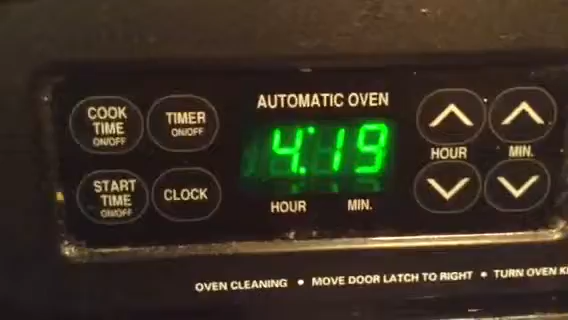 AUTOMATIC OVEN
COOK
TIME
ON/OFF
TIMER
ON/OFF
4:19
HOUR
MIN.
START
TIME
ON/OFF
CLOCK
HOUR
MIN.
OVEN CLEANING • MOVE DOOR LATCH TO RIGHT • TURN OVEN